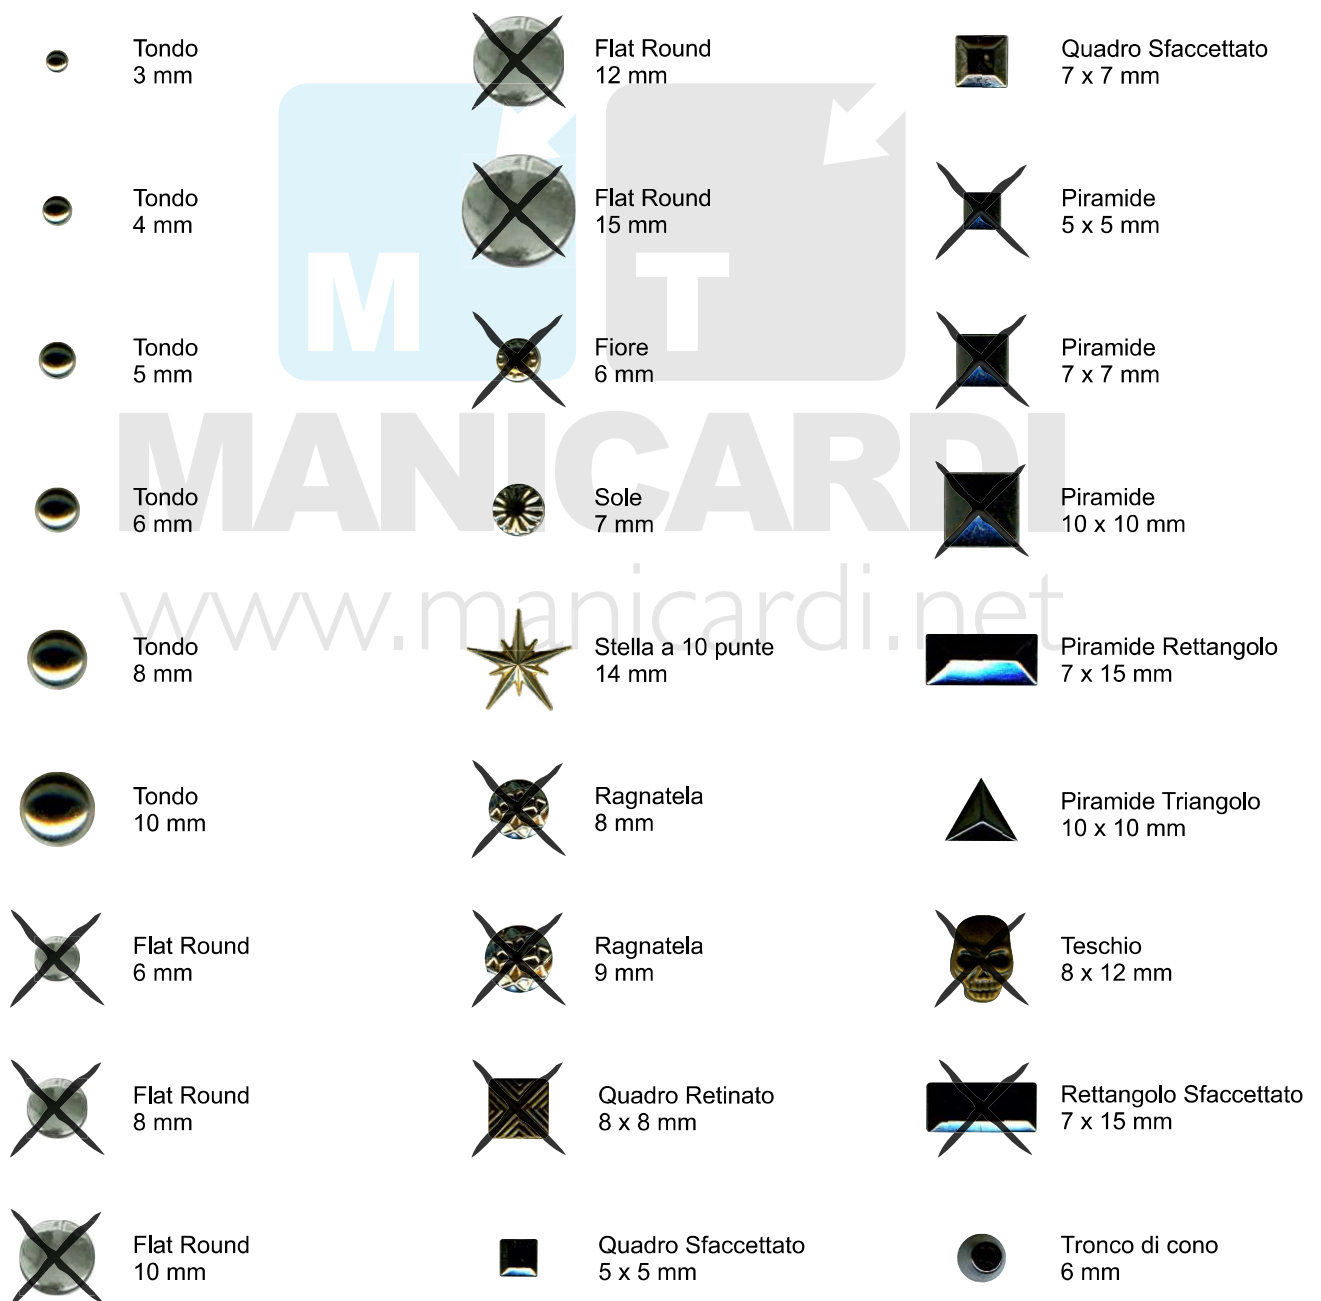 Tondo
3 mm
Tondo
4 mm
Tondo
5 mm
Tondo
6 mm
Tondo
8 mm
Tondo
10 mm
Flat Round
6 mm
Flat Round
8 mm
Flat Round
10 mm
Flat Round
12 mm
Flat Round
15 mm
Fiore
6 mm
Sole
7 mm
Stella a 10 punte
14 mm
Ragnatela
8 mm
Ragnatela
9 mm
Quadro Retinato
8 x 8 mm
Quadro Sfaccettato
5 x 5 mm
Quadro Sfaccettato
7 x 7 mm
Piramide
5 x 5 mm
Piramide
7 x 7 mm
Piramide
10 x 10 mm
Piramide Rettangolo
7 x 15 mm
Piramide Triangolo
10 x 10 mm
Teschio
8 x 12 mm
Rettangolo Sfaccettato
7 x 15 mm
Tronco di cono
6 mm
M T
MANICARDI
www.manicardi.net